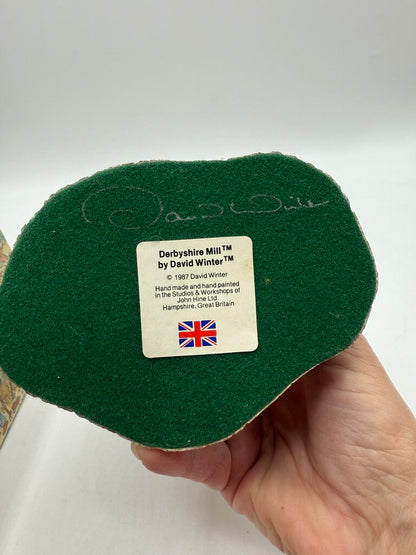 David Winter
Derbyshire Mill™
by David Winter™
© 1987 David Winter
Hand made and hand painted
in the Studios & Workshops of
John Hine Ltd.
Hampshire, Great Britain